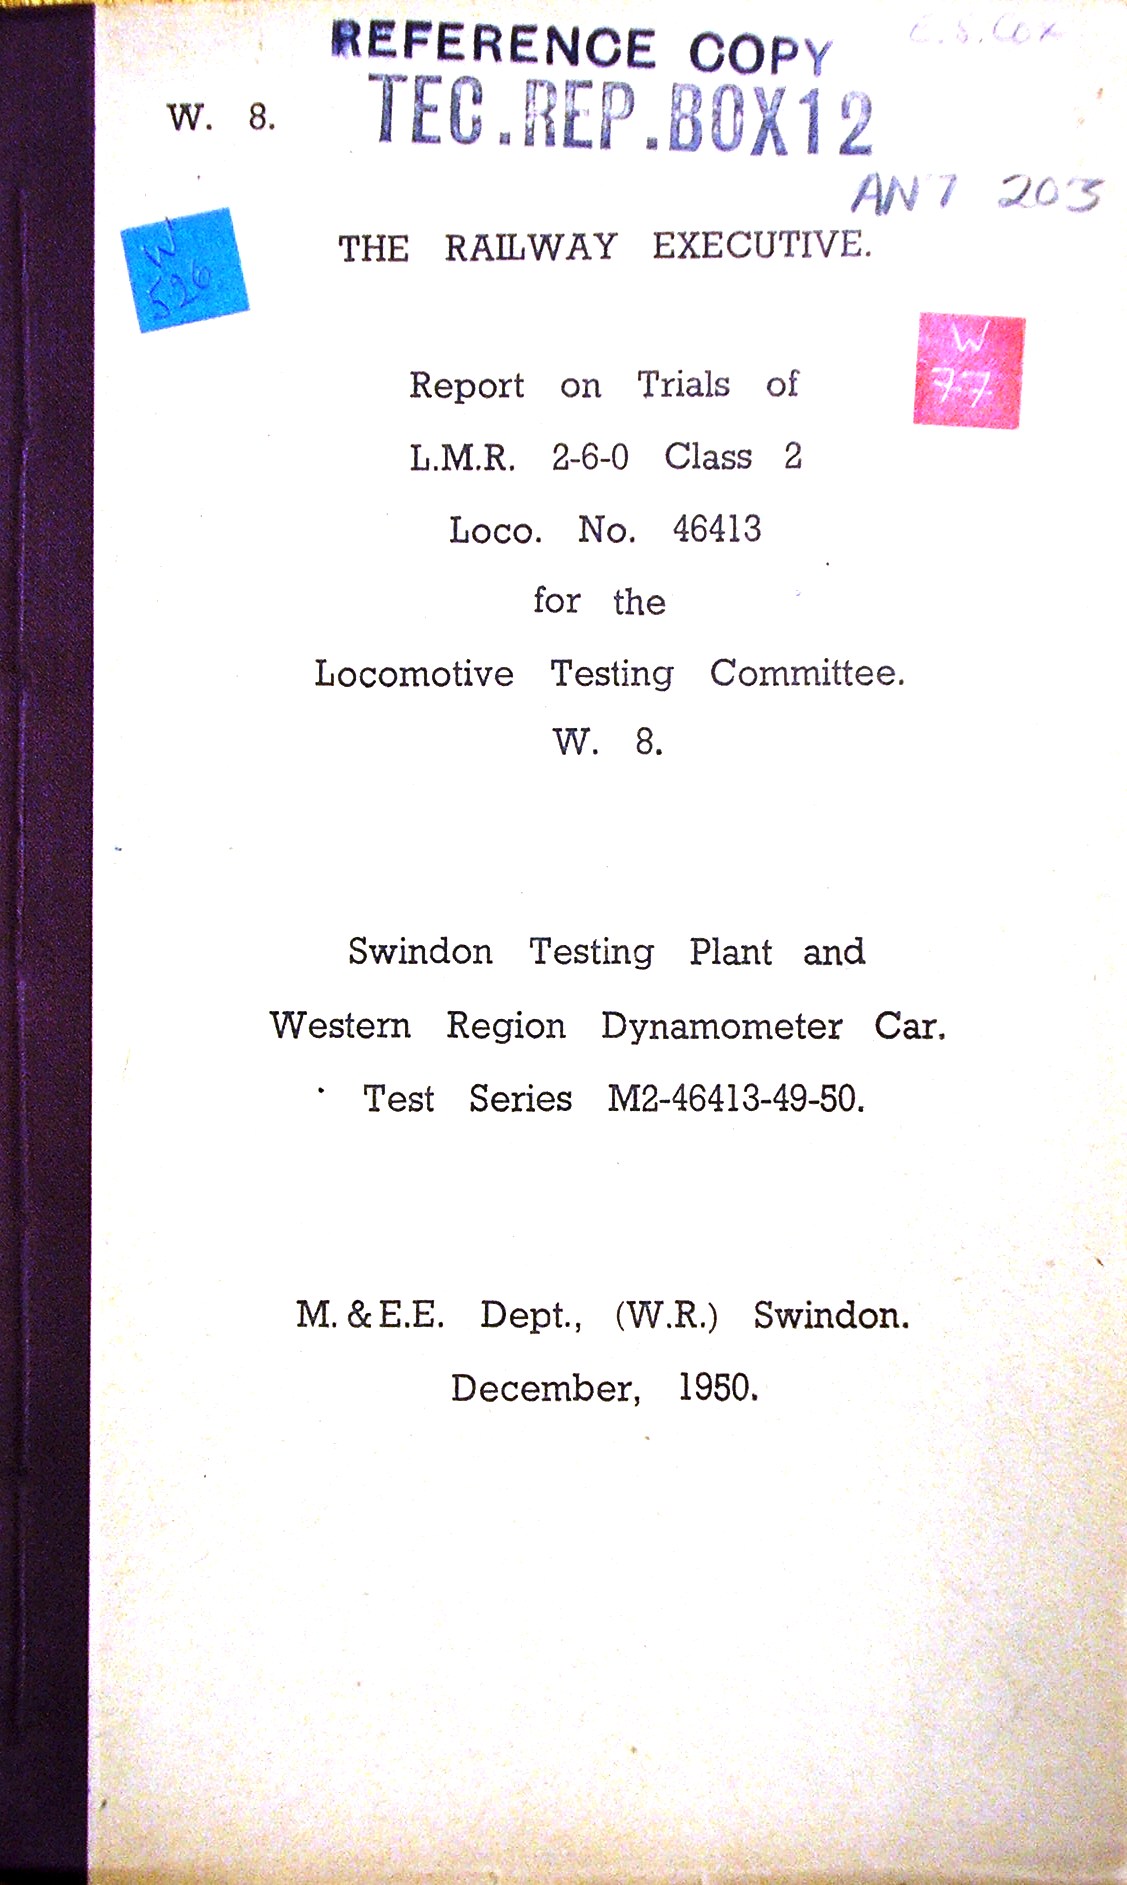 REFERENCE COPY
E.S. Cox
W. 8.
TEC.REP.BOX12
AN7 203
THE RAILWAY EXECUTIVE.
W
526
W
77
Report on Trials of
L.M.R. 2-6-0 Class 2
Loco. No. 46413
for the
Locomotive Testing Committee.
W. 8.
Swindon Testing Plant and
Western Region Dynamometer Car.
Test Series M2-46413-49-50.
M. & E.E. Dept., (W.R.) Swindon.
December, 1950.